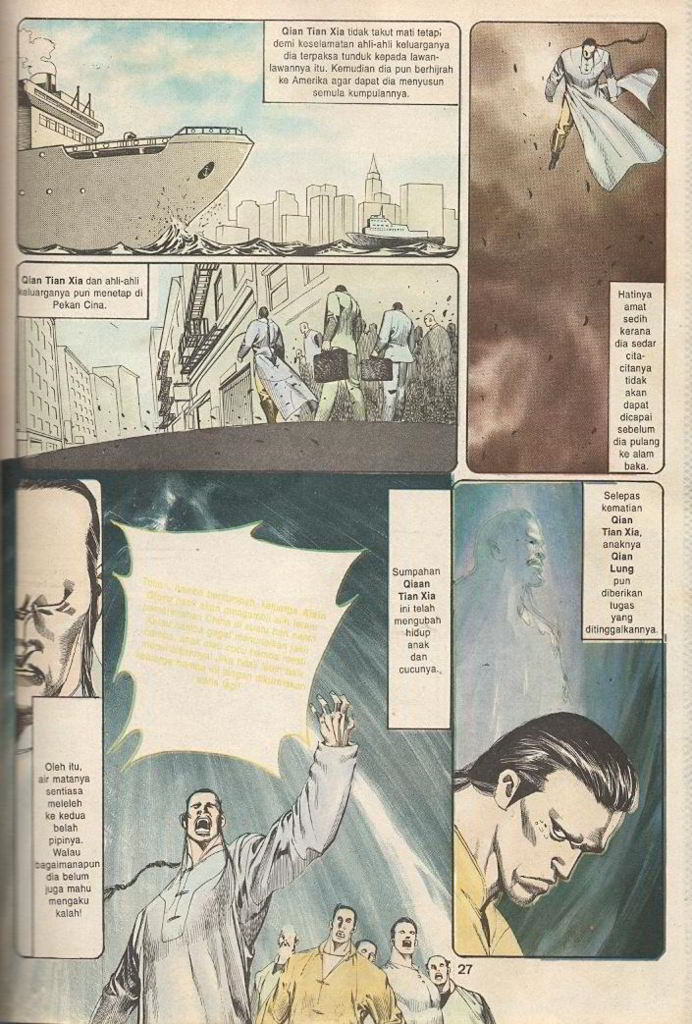 Qian Tian Xia tidak takut mati tetapi
demi keselamatan ahli-ahli keluarganya
dia terpaksa tunduk kepada lawan-
lawannya itu. Kemudian dia pun berhijrah
ke Amerika agar dapat dia menyusun
semula kumpulannya.
Qian Tian Xia dan ahli-ahli
keluarganya pun menetap di
Pekan Cina.
Hatinya
amat
sedih
kerana
dia sedar
cita-
citanya
tidak
akan
dapat
dicapai
sebelum
dia pulang
ke alam
baka.
Oleh itu,
air matanya
sentiasa
meleleh
ke kedua
belah
pipinya.
Walau
bagaimanapun
dia belum
juga mahu
mengaku
kalah!
Sumpahan
Qiaan
Tian Xia
ini telah
mengubah
hidup
anak
dan
cucunya.
Selepas
kematian
Qian
Tian Xia,
anaknya
Qian
Lung
pun
diberikan
tugas
yang
ditinggalkannya.
27